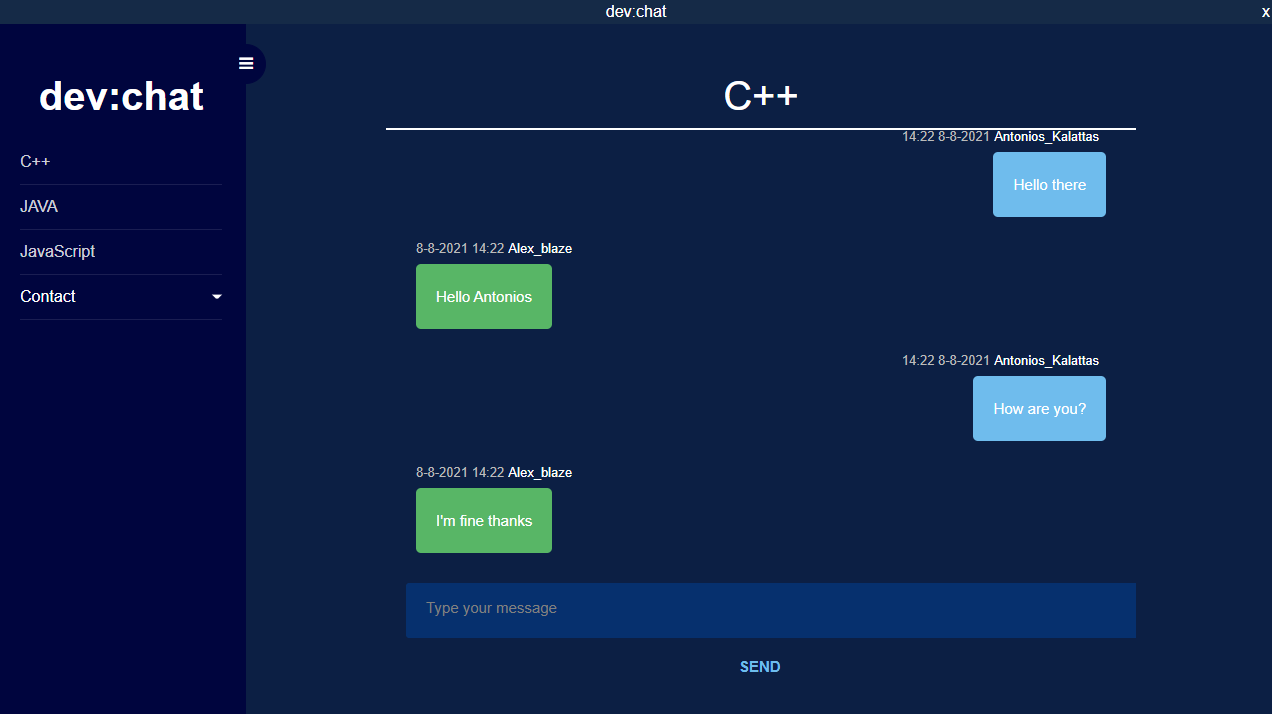 dev:chat
x
dev:chat
C++
JAVA
JavaScript
Contact
C++
14:22 8-8-2021 Antonios_Kalattas
Hello there
8-8-2021 14:22 Alex_blaze
Hello Antonios
14:22 8-8-2021 Antonios_Kalattas
How are you?
8-8-2021 14:22 Alex_blaze
I'm fine thanks
Type your message
SEND